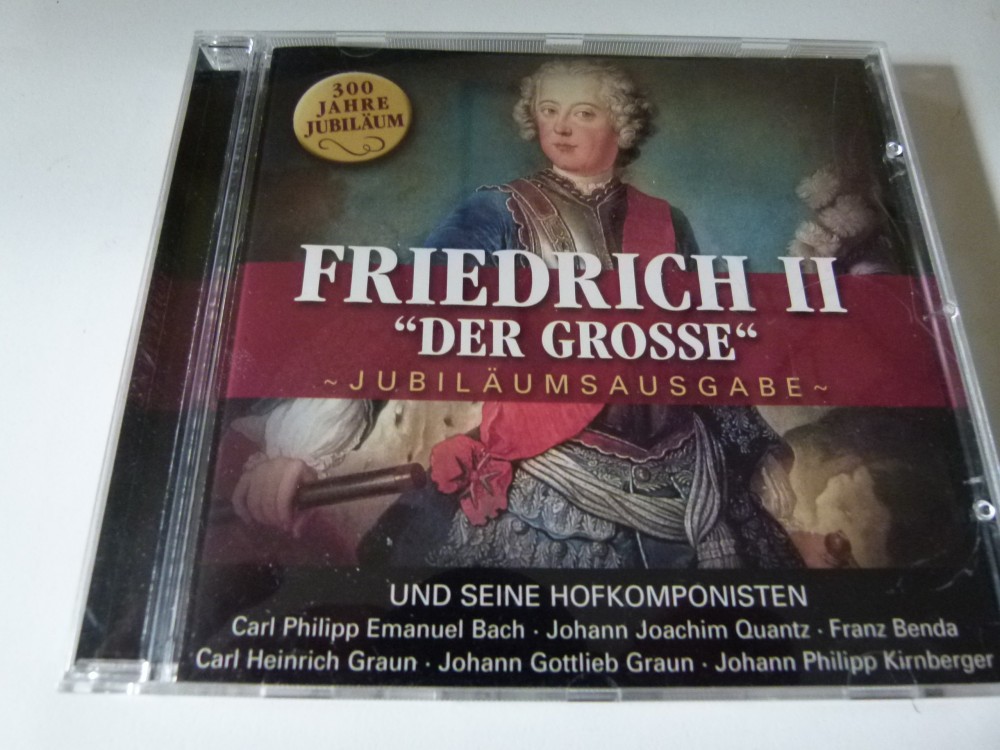 300
JAHRE
JUBILÄUM
FRIEDRICH II
“DER GROSSE“
~JUBILÄUMSAUSGABE~
UND SEINE HOFKOMPONISTEN
Carl Philipp Emanuel Bach · Johann Joachim Quantz · Franz Benda
Carl Heinrich Graun · Johann Gottlieb Graun · Johann Philipp Kirnberger